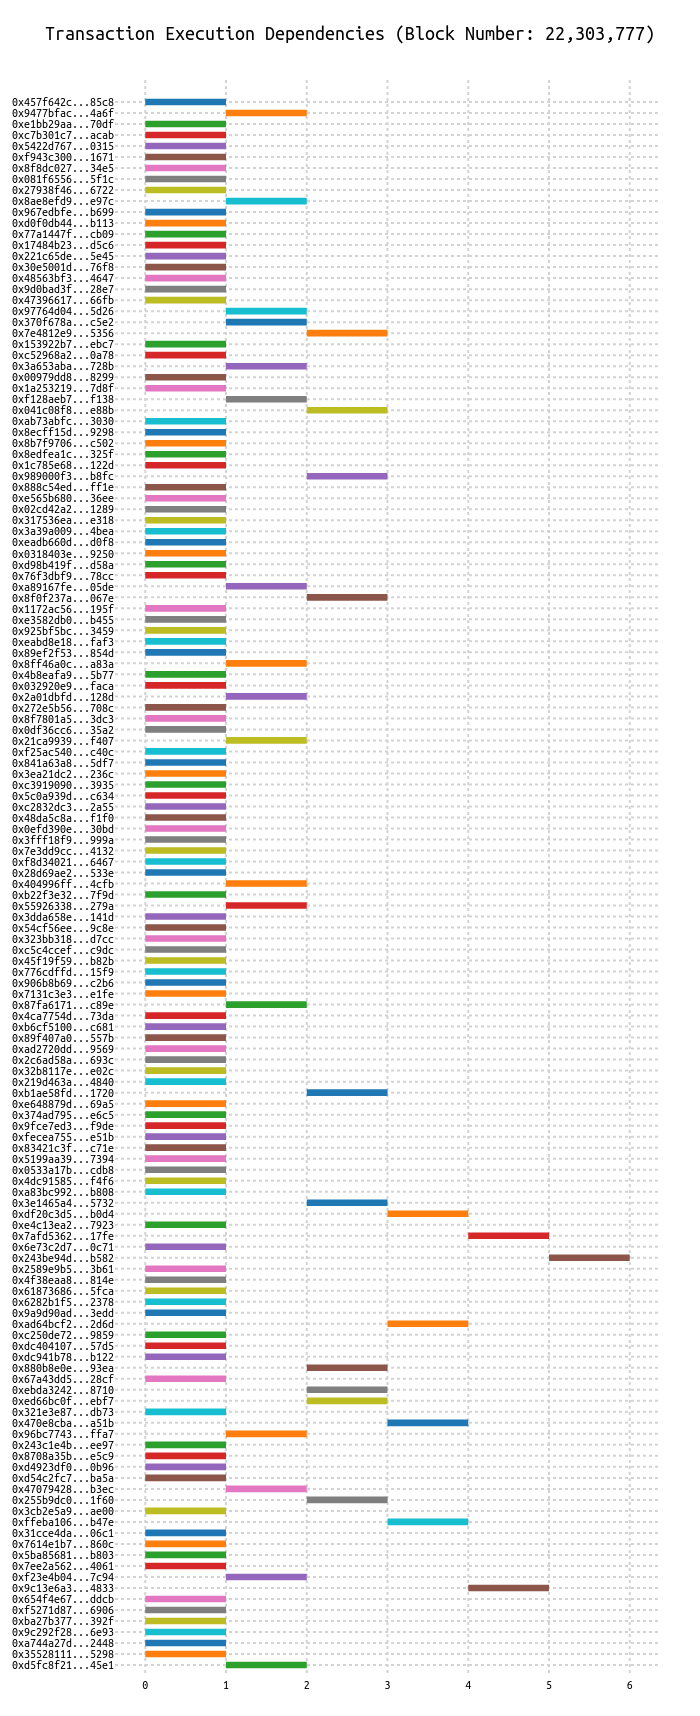 Transaction Execution Dependencies (Block Number: 22,303,777)
0x457f642c...85c8
0x9477bfac...4a6f
0xe1bb29aa...70df
0xc7b301c7...acab
0x5422d767...0315
0xf943c300...1671
0x8f8dc027...34e5
0x081f6556...5f1c
0x27938f46...6722
0x8ae8efd9...e97c
0x967edbfe...b699
0xd0f0db44...b113
0x77a1447f...cb09
0x17484b23...d5c6
0x221c65de...5e45
0x30e5001d...76f8
0x48563bf3...4647
0x9d0bad3f...28e7
0x47396617...66fb
0x97764d04...5d26
0x370f678a...c5e2
0x7e4812e9...5356
0x153922b7...ebc7
0xc52968a2...0a78
0x3a653aba...728b
0x00979dd8...8299
0x1a253219...7d8f
0xf128aeb7...f138
0x041c08f8...e88b
0xab73abfc...3030
0x8ecff15d...9298
0x8b7f9706...c502
0x8edfea1c...325f
0x1c785e68...122d
0x989000f3...b8fc
0x888c54ed...ff1e
0xe565b680...36ee
0x02cd42a2...1289
0x317536ea...e318
0x3a39a009...4bea
0xeadb660d...d0f8
0x0318403e...9250
0xd98b419f...d58a
0x76f3dbf9...78cc
0xa89167fe...05de
0x8f0f237a...067e
0x1172ac56...195f
0xe3582db0...b455
0x925bf5bc...3459
0xeabd8e18...faf3
0x89ef2f53...854d
0x8ff46a0c...a83a
0x4b8eafa9...5b77
0x032920e9...faca
0x2a01dbfd...128d
0x272e5b56...708c
0x8f7801a5...3dc3
0x0df36cc6...35a2
0x21ca9939...f407
0xf25ac540...c40c
0x841a63a8...5df7
0x3ea21dc2...236c
0xc3919090...3935
0x5c0a939d...c634
0xc2832dc3...2a55
0x48da5c8a...f1f0
0x0efd390e...30bd
0x3fff18f9...999a
0x7e3dd9cc...4132
0xf8d34021...6467
0x28d69ae2...533e
0x404996ff...4cfb
0xb22f3e32...7f9d
0x55926338...279a
0x3dda658e...141d
0x54cf56ee...9c8e
0x323bb318...d7cc
0xc5c4ccef...c9dc
0x45f19f59...b82b
0x776cdffd...15f9
0x906b8b69...c2b6
0x7131c3e3...e1fe
0x87fa6171...c89e
0x4ca7754d...73da
0xb6cf5100...c681
0x89f407a0...557b
0xad2720dd...9569
0x2c6ad58a...693c
0x32b8117e...e02c
0x219d463a...4840
0xb1ae58fd...1720
0xe648879d...69a5
0x374ad795...e6c5
0x9fce7ed3...f9de
0xfecea755...e51b
0x83421c3f...c71e
0x5199aa39...7394
0x0533a17b...cdb8
0x4dc91585...f4f6
0xa83bc992...b808
0x3e1465a4...5732
0xdf20c3d5...b0d4
0xe4c13ea2...7923
0x7afd5362...17fe
0x6e73c2d7...0c71
0x243be94d...b582
0x2589e9b5...3b61
0x4f38eaa8...814e
0x61873686...5fca
0x6282b1f5...2378
0x9a9d90ad...3edd
0xad64bcf2...2d6d
0xc250de72...9859
0xdc404107...57d5
0xdc941b78...b122
0x880b8e0e...93ea
0x67a43dd5...28cf
0xebda3242...8710
0xed66bc0f...ebf7
0x321e3e87...db73
0x470e8cba...a51b
0x96bc7743...ffa7
0x243c1e4b...ee97
0x8708a35b...e5c9
0xd4923df0...0b96
0xd54c2fc7...ba5a
0x47079428...b3ec
0x255b9dc0...1f60
0x3cb2e5a9...ae00
0xffeba106...b47e
0x31cce4da...06c1
0x7614e1b7...860c
0x5ba85681...b803
0x7ee2a562...4061
0xf23e4b04...7c94
0x9c13e6a3...4833
0x654f4e67...ddcb
0xf5271d87...6906
0xba27b377...392f
0x9c292f28...6e93
0xa744a27d...2448
0x35528111...5298
0xd5fc8f21...45e1
0 1 2 3 4 5 6